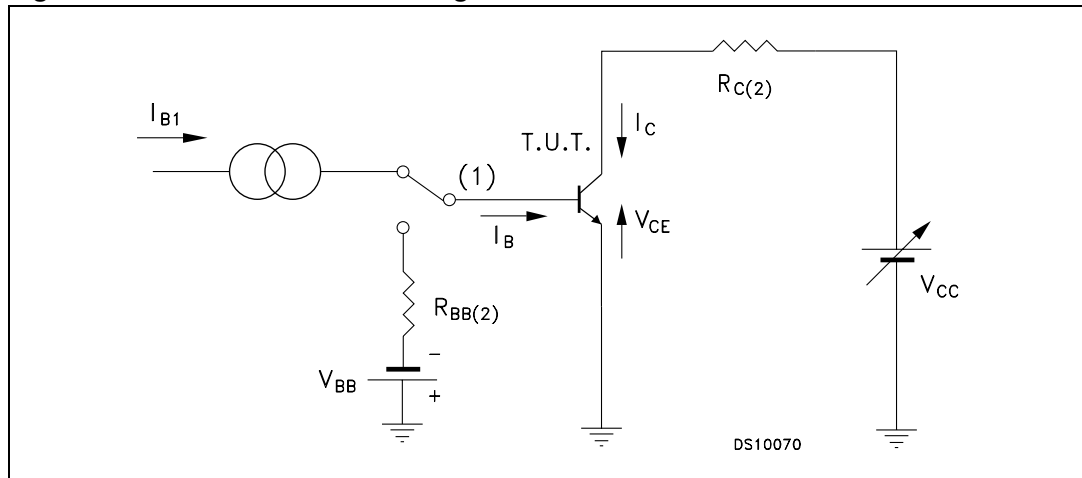 R_C(2)
I_B1
I_C
T.U.T.
(1)
I_B
V_CE
V_CC
R_BB(2)
-
V_BB
+
DS10070